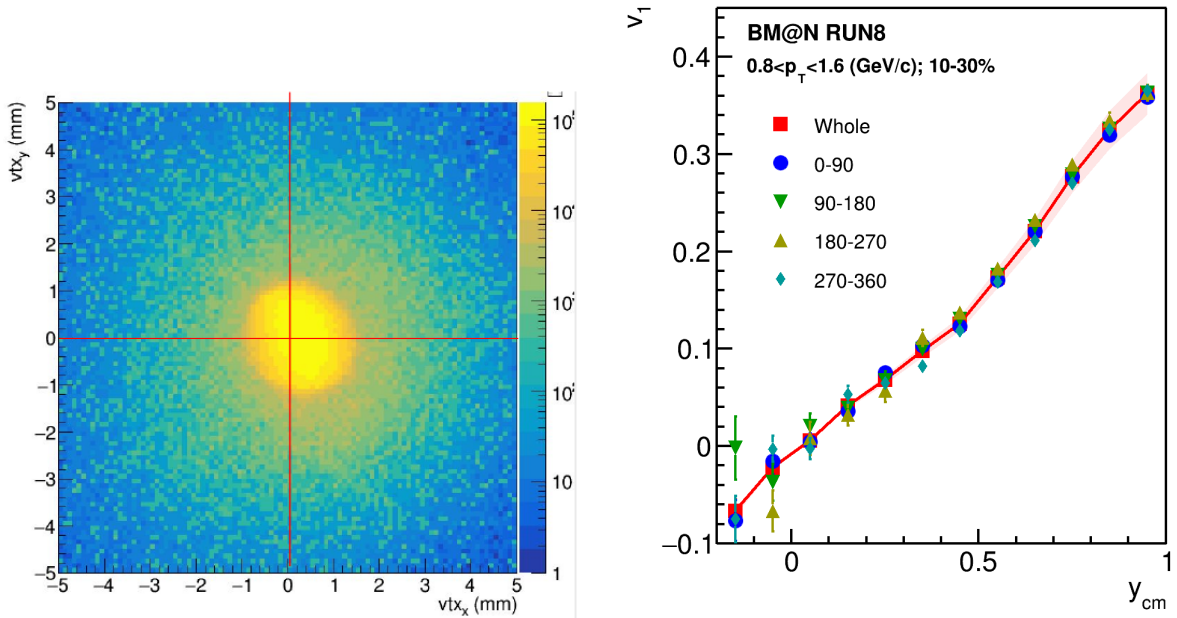 5
4
3
2
1
0
−1
−2
−3
−4
−5
vtx_y (mm)
−5 −4 −3 −2 −1 0 1 2 3 4 5
vtx_x (mm)
10
1
v_1
0.4
0.3
0.2
0.1
0
−0.1
BM@N RUN8
0.8<p_T<1.6 (GeV/c); 10-30%
Whole
0-90
90-180
180-270
270-360
0 0.5 1
y_cm